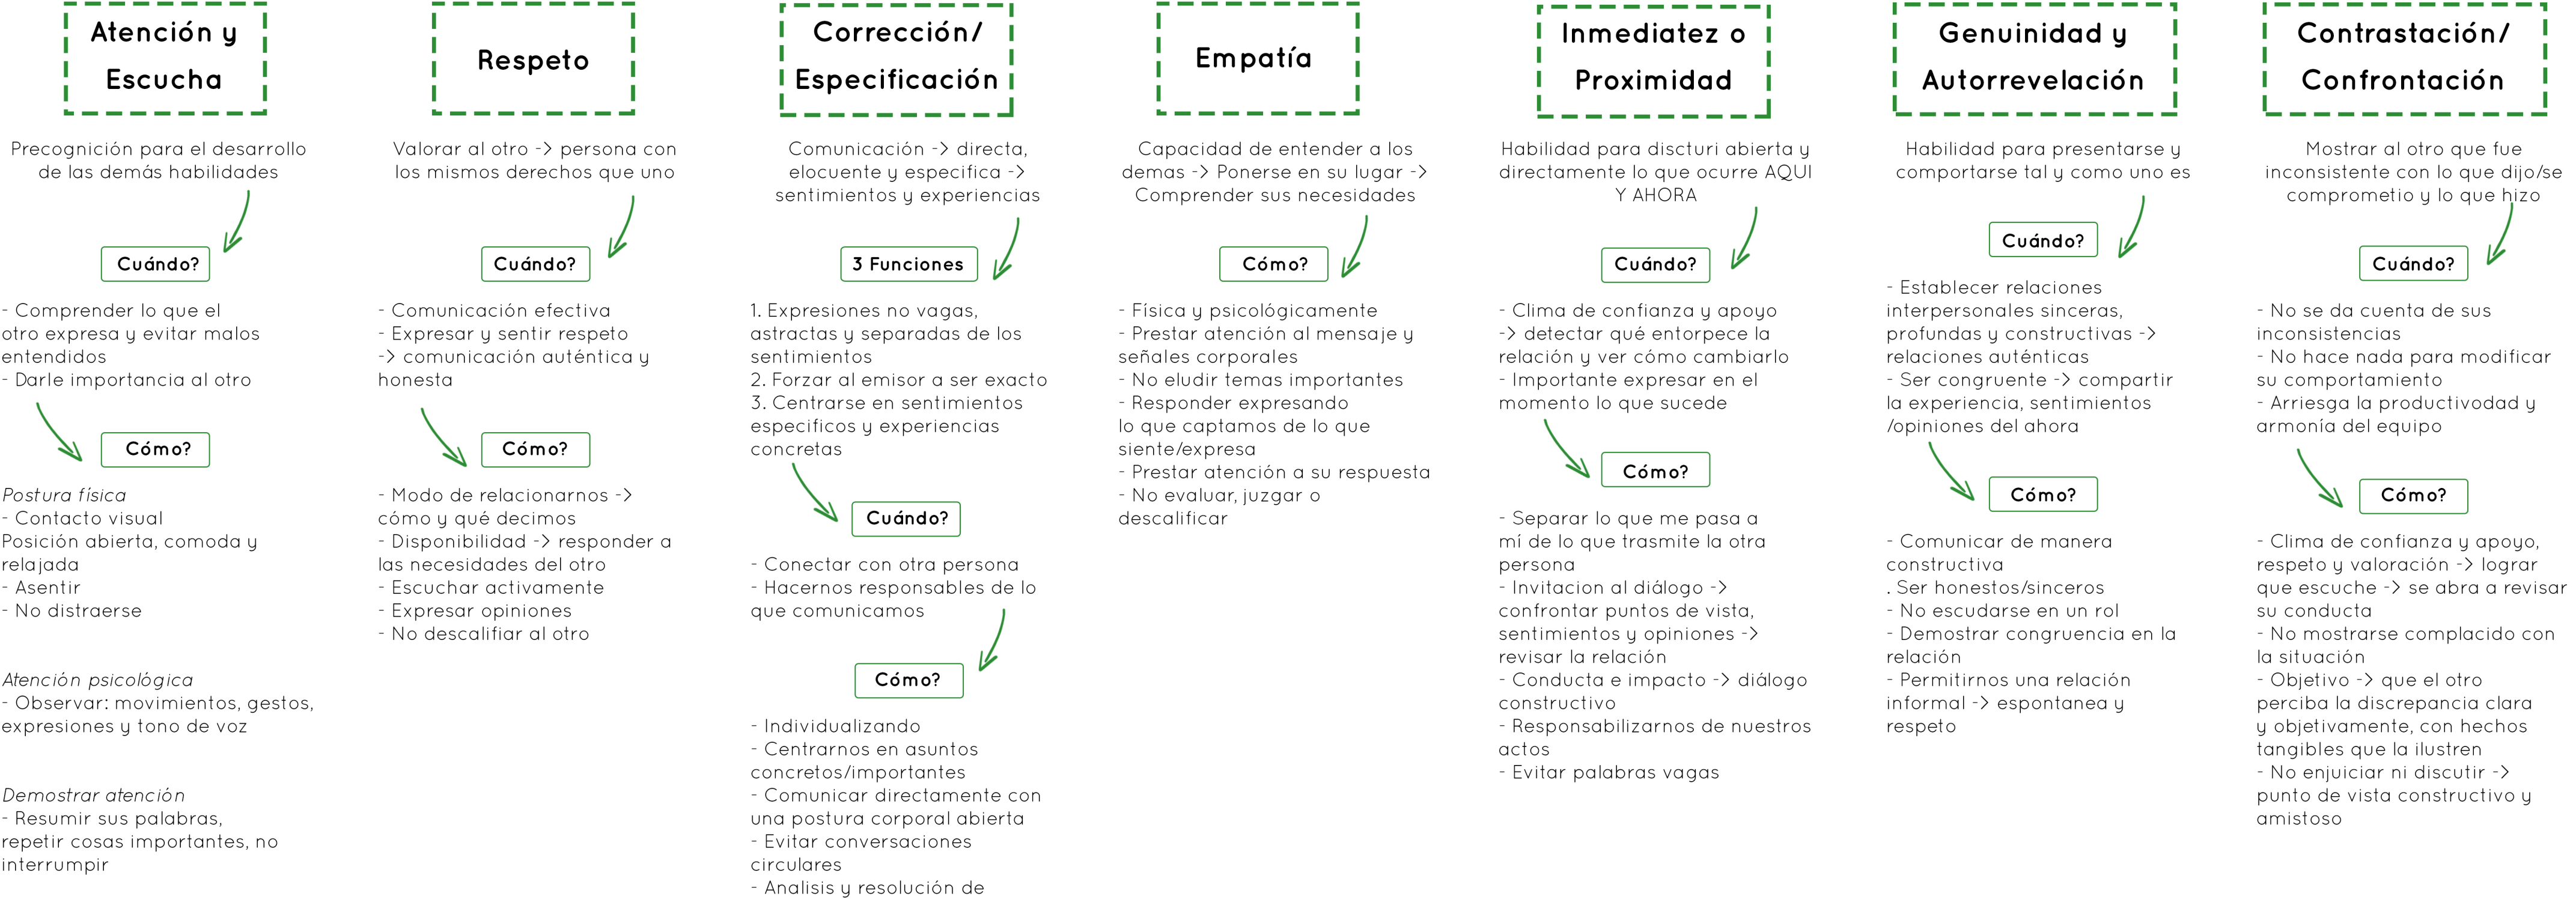 Atención y
Escucha
Precognición para el desarrollo
de las demás habilidades
Cuándo?
- Comprender lo que el
otro expresa y evitar malos
entendidos
- Darle importancia al otro
Cómo?
Postura física
- Contacto visual
Posición abierta, comoda y
relajada
- Asentir
- No distraerse
Atención psicológica
- Observar: movimientos, gestos,
expresiones y tono de voz
Demostrar atención
- Resumir sus palabras,
repetir cosas importantes, no
interrumpir
Respeto
Valorar al otro -> persona con
los mismos derechos que uno
Cuándo?
- Comunicación efectiva
- Expresar y sentir respeto
-> comunicación auténtica y
honesta
Cómo?
- Modo de relacionarnos ->
cómo y qué decimos
- Disponibilidad -> responder a
las necesidades del otro
- Escuchar activamente
- Expresar opiniones
- No descalifiar al otro
Corrección/
Especificación
Comunicación -> directa,
elocuente y especifica ->
sentimientos y experiencias
3 Funciones
1. Expresiones no vagas,
astractas y separadas de los
sentimientos
2. Forzar al emisor a ser exacto
3. Centrarse en sentimientos
especificos y experiencias
concretas
Cuándo?
- Conectar con otra persona
- Hacernos responsables de lo
que comunicamos
Cómo?
- Individualizando
- Centrarnos en asuntos
concretos/importantes
- Comunicar directamente con
una postura corporal abierta
- Evitar conversaciones
circulares
- Analisis y resolución de
Empatía
Capacidad de entender a los
demas -> Ponerse en su lugar ->
Comprender sus necesidades
Cómo?
- Física y psicológicamente
- Prestar atención al mensaje y
señales corporales
- No eludir temas importantes
- Responder expresando
lo que captamos de lo que
siente/expresa
- Prestar atención a su respuesta
- No evaluar, juzgar o
descalificar
Inmediatez o
Proximidad
Habilidad para discturi abierta y
directamente lo que ocurre AQUI
Y AHORA
Cuándo?
- Clima de confianza y apoyo
-> detectar qué entorpece la
relación y ver cómo cambiarlo
- Importante expresar en el
momento lo que sucede
Cómo?
- Separar lo que me pasa a
mí de lo que trasmite la otra
persona
- Invitacion al diálogo ->
confrontar puntos de vista,
sentimientos y opiniones ->
revisar la relación
- Conducta e impacto -> diálogo
constructivo
- Responsabilizarnos de nuestros
actos
- Evitar palabras vagas
Genuinidad y
Autorrevelación
Habilidad para presentarse y
comportarse tal y como uno es
Cuándo?
- Establecer relaciones
interpersonales sinceras,
profundas y constructivas ->
relaciones auténticas
- Ser congruente -> compartir
la experiencia, sentimientos
/opiniones del ahora
Cómo?
- Comunicar de manera
constructiva
. Ser honestos/sinceros
- No escudarse en un rol
- Demostrar congruencia en la
relación
- Permitirnos una relación
informal -> espontanea y
respeto
Contrastación/
Confrontación
Mostrar al otro que fue
inconsistente con lo que dijo/se
comprometio y lo que hizo
Cuándo?
- No se da cuenta de sus
inconsistencias
- No hace nada para modificar
su comportamiento
- Arriesga la productivodad y
armonía del equipo
Cómo?
- Clima de confianza y apoyo,
respeto y valoración -> lograr
que escuche -> se abra a revisar
su conducta
- No mostrarse complacido con
la situación
- Objetivo -> que el otro
perciba la discrepancia clara
y objetivamente, con hechos
tangibles que la ilustren
- No enjuiciar ni discutir ->
punto de vista constructivo y
amistoso